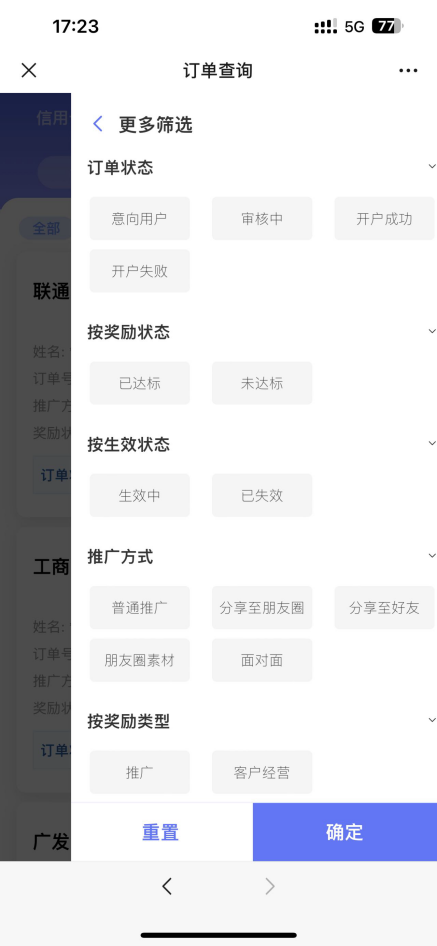 17:23
5G 77
订单查询
信用
更多筛选
全部
订单状态
意向用户 审核中 开户成功
开户失败
联通
按奖励状态
姓名:
订单号
已达标 未达标
推广方
奖励状
按生效状态
订单
生效中 已失效
推广方式
工商
普通推广 分享至朋友圈 分享至好友
姓名:
订单号
朋友圈素材 面对面
推广方
奖励状
按奖励类型
订单
推广 客户经营
广发
重置 确定